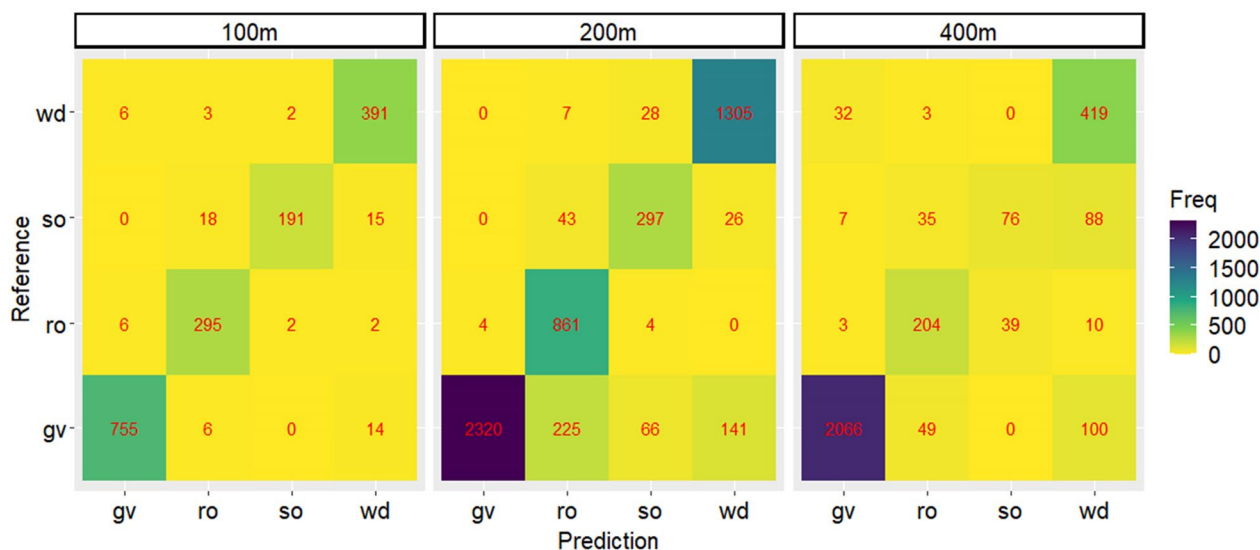 100m 200m 400m
wd 6 3 2 391 0 7 28 1305 32 3 0 419
so 0 18 191 15 0 43 297 26 7 35 76 88
ro 6 295 2 2 4 861 4 0 3 204 39 10
gv 755 6 0 14 2320 225 66 141 2066 49 0 100
gv ro so wd gv ro so wd gv ro so wd
Prediction
Reference
Freq
2000
1500
1000
500
0